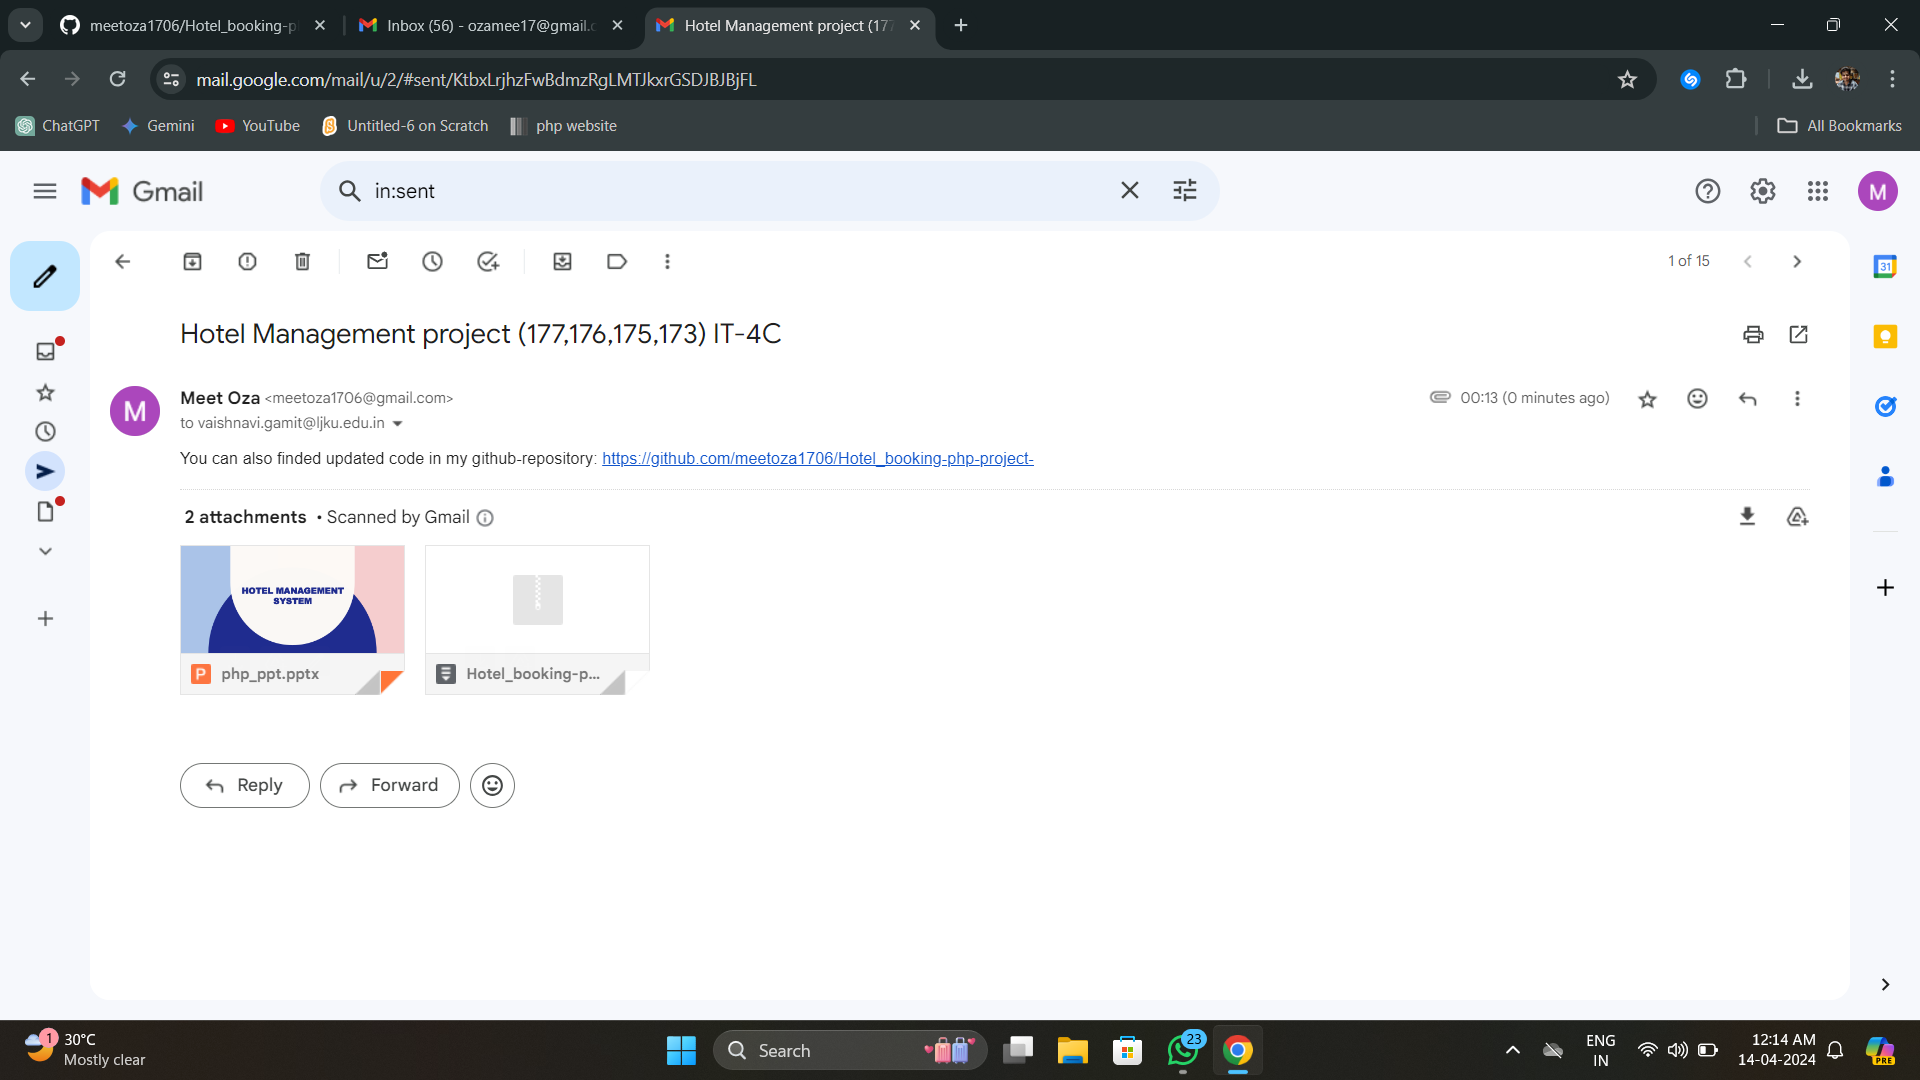 meetoza1706/Hotel_booking-p
Inbox (56) - ozamee17@gmail.c
Hotel Management project (177
mail.google.com/mail/u/2/#sent/KtbxLrjhzFwBdmzRgLMTJkxrGSDJBJBjFL
ChatGPT
Gemini
YouTube
Untitled-6 on Scratch
php website
All Bookmarks
Gmail
in:sent
M
1 of 15
31
Hotel Management project (177,176,175,173) IT-4C
M
Meet Oza <meetoza1706@gmail.com>
00:13 (0 minutes ago)
to vaishnavi.gamit@ljku.edu.in
You can also finded updated code in my github-repository: https://github.com/meetoza1706/Hotel_booking-php-project-
2 attachments • Scanned by Gmail
HOTEL MANAGEMENT
SYSTEM
P php_ppt.pptx
Hotel_booking-p...
Reply
Forward
1
30°C
Mostly clear
Search
23
ENG
IN
12:14 AM
14-04-2024
PRE